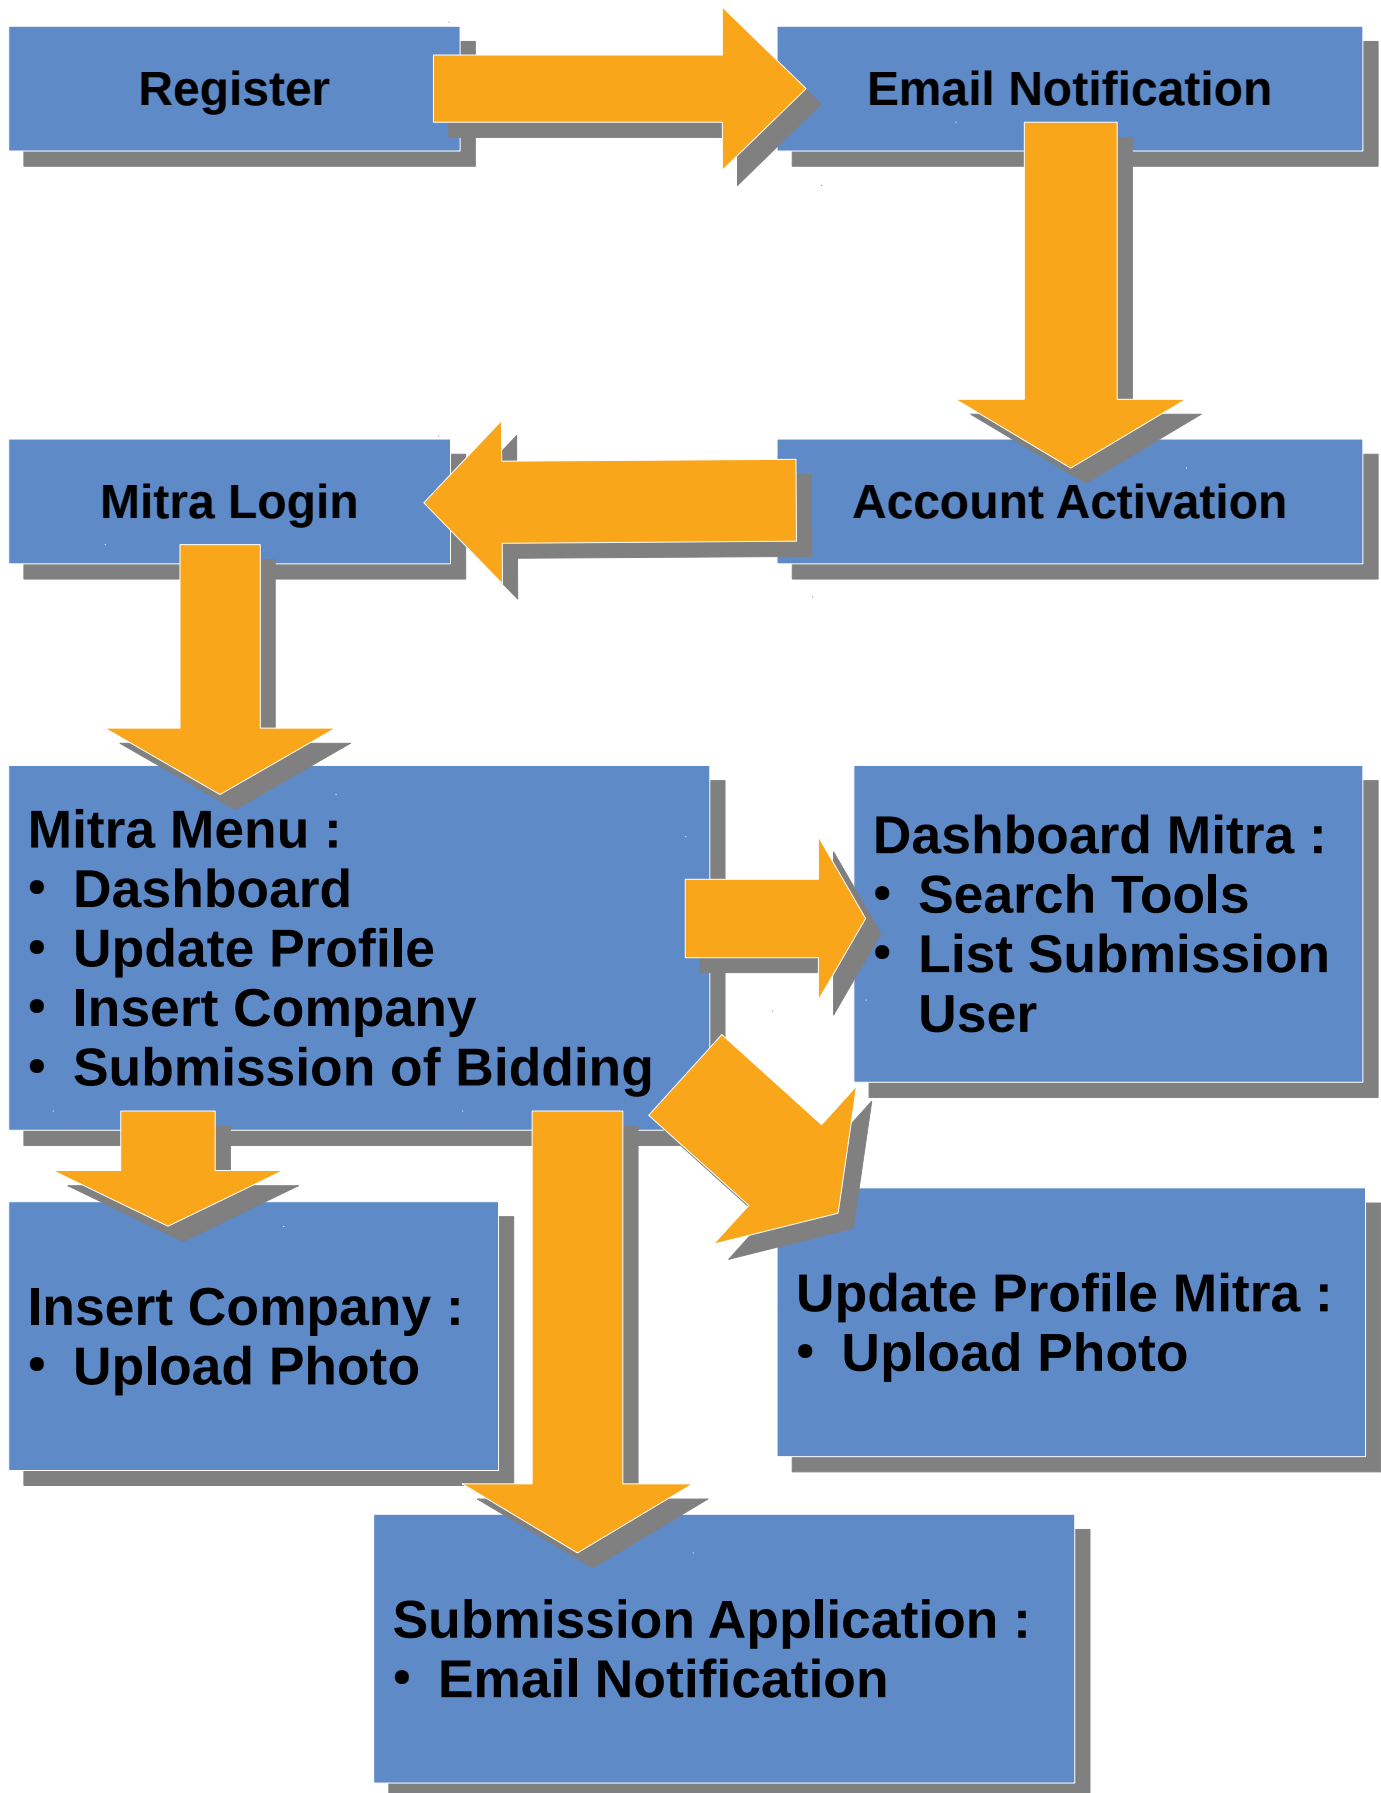 Register
Email Notification
Mitra Login
Account Activation
Mitra Menu :
• Dashboard
• Update Profile
• Insert Company
• Submission of Bidding
Dashboard Mitra :
• Search Tools
• List Submission
User
Insert Company :
• Upload Photo
Update Profile Mitra :
• Upload Photo
Submission Application :
• Email Notification